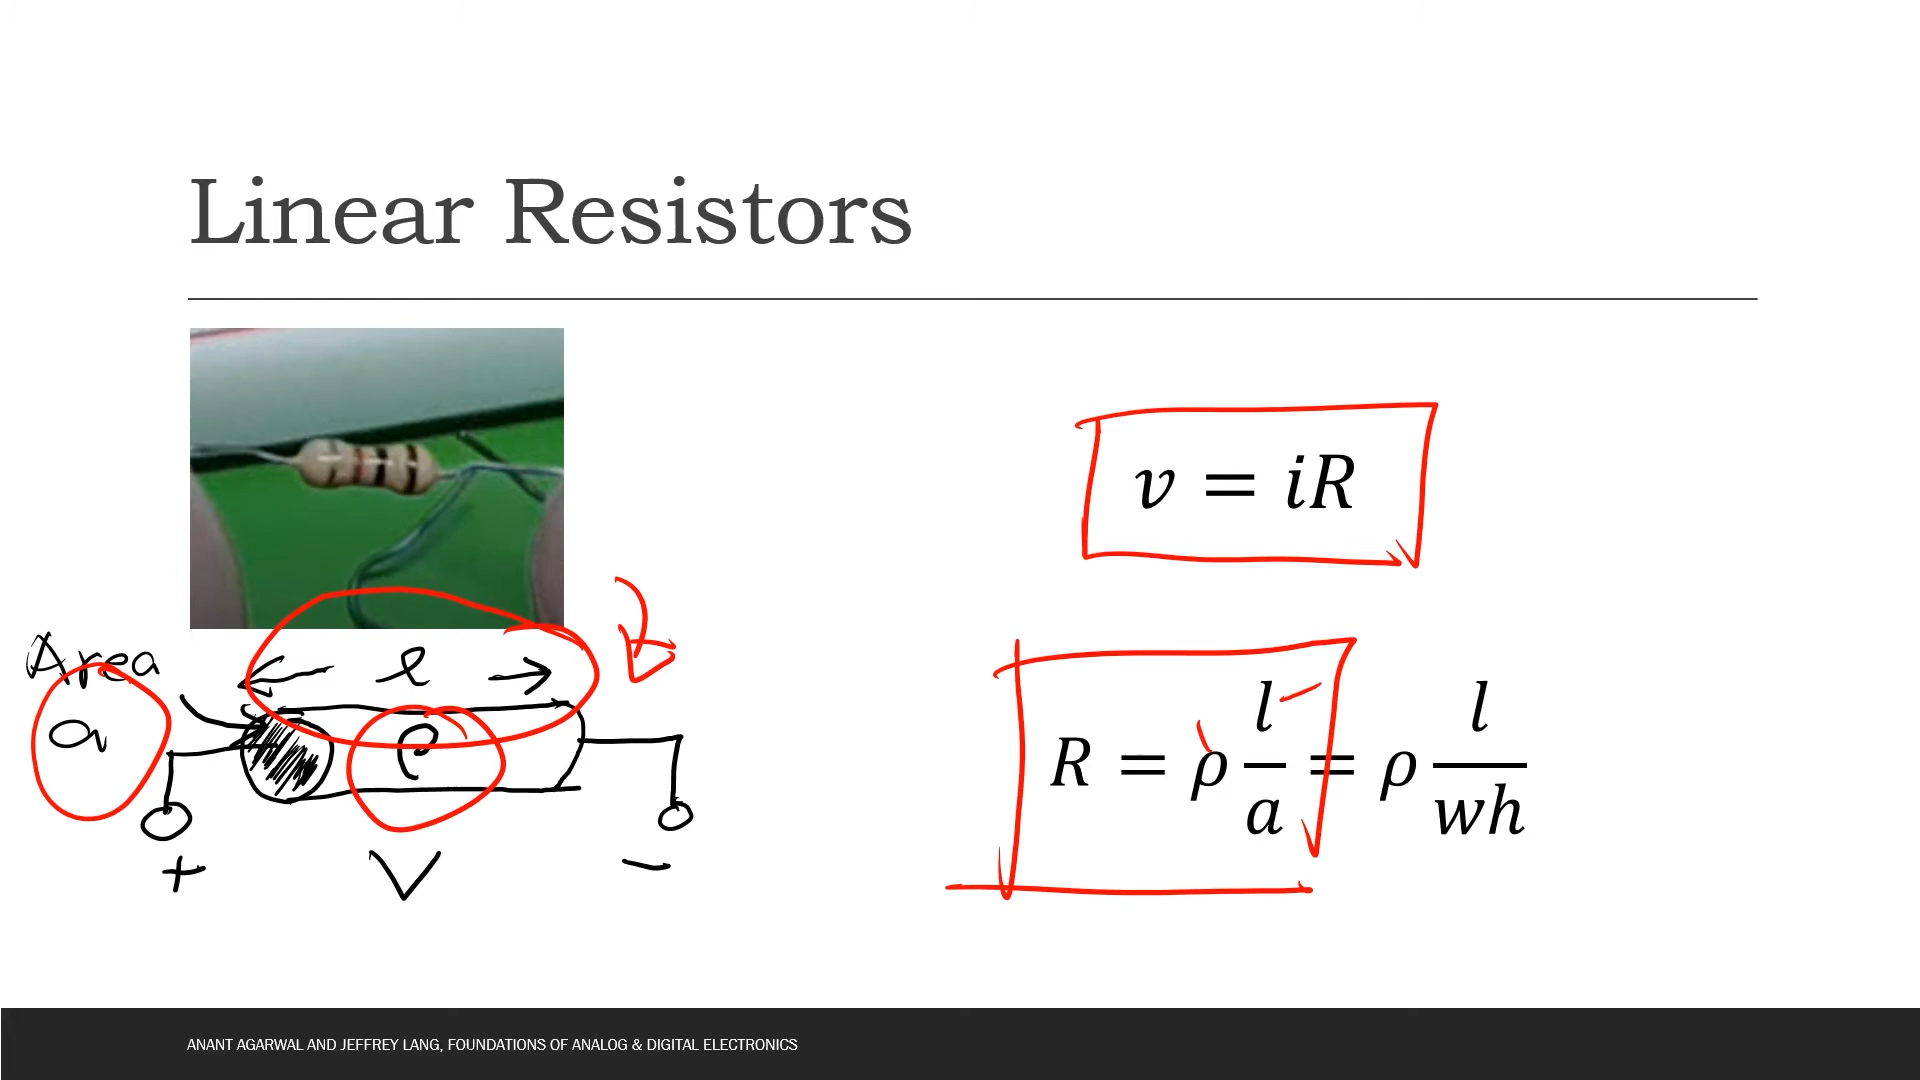 Linear Resistors
v = iR
Area
a
l
ρ
+ V −
R = ρ l/a = ρ l/wh
ANANT AGARWAL AND JEFFREY LANG, FOUNDATIONS OF ANALOG & DIGITAL ELECTRONICS